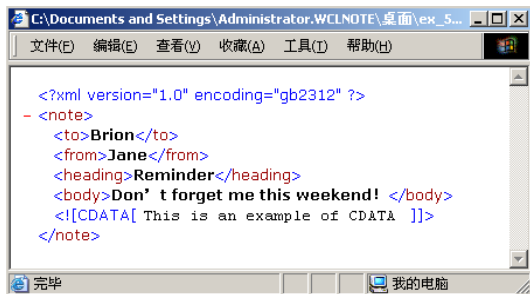 C:\Documents and Settings\Administrator.WCLNOTE\桌面\ex_5...
文件(F) 编辑(E) 查看(V) 收藏(A) 工具(T) 帮助(H)
<?xml version="1.0" encoding="gb2312" ?>
- <note>
<to>Brion</to>
<from>Jane</from>
<heading>Reminder</heading>
<body>Don’t forget me this weekend! </body>
<![CDATA[ This is an example of CDATA ]]>
</note>
完毕 我的电脑